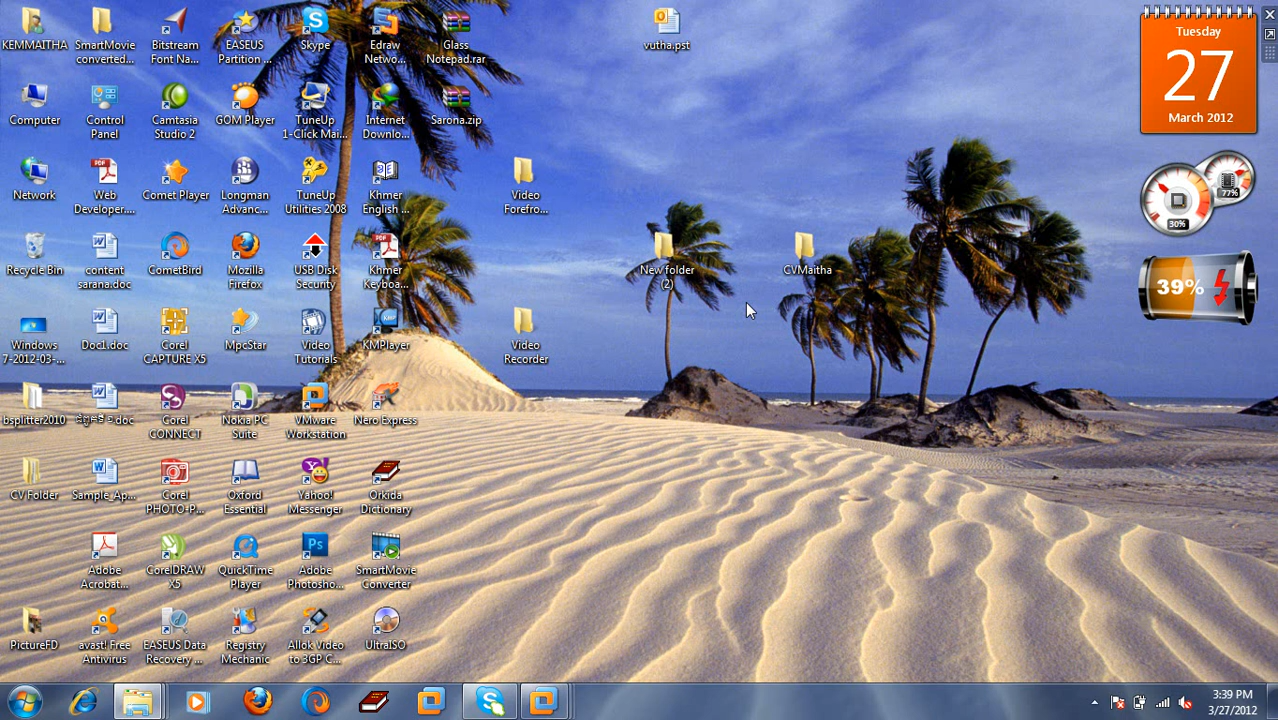 KEMMAITHA
SmartMovie
converted...
Bitstream
Font Na...
EASEUS
Partition ...
Skype
Edraw
Netwo...
Glass
Notepad.rar
vutha.pst
Computer
Control
Panel
Camtasia
Studio 2
GOM Player
TuneUp
1-Click Mai...
Internet
Downlo...
Sarona.zip
Network
Web
Developer....
Comet Player
Longman
Advanc...
TuneUp
Utilities 2008
Khmer
English ...
Video
Forefro...
Recycle Bin
content
sarana.doc
CometBird
Mozilla
Firefox
USB Disk
Security
Khmer
Keyboa...
New folder
(2)
CVMaitha
Windows
7-2012-03-...
Doc1.doc
Corel
CAPTURE X5
MpcStar
Video
Tutorials
KMPlayer
Video
Recorder
bsplitter2010
Corel
CONNECT
Nokia PC
Suite
VMware
Workstation
Nero Express
CV Folder
Sample_Ap...
Corel
PHOTO-P...
Oxford
Essential
Yahoo!
Messenger
Orkida
Dictionary
Adobe
Acrobat...
CorelDRAW
X5
QuickTime
Player
Adobe
Photosho...
SmartMovie
Converter
PictureFD
avast! Free
Antivirus
EASEUS Data
Recovery ...
Registry
Mechanic
Allok Video
to 3GP C...
UltraISO
Tuesday
27
March 2012
77%
30%
39%
3:39 PM
3/27/2012